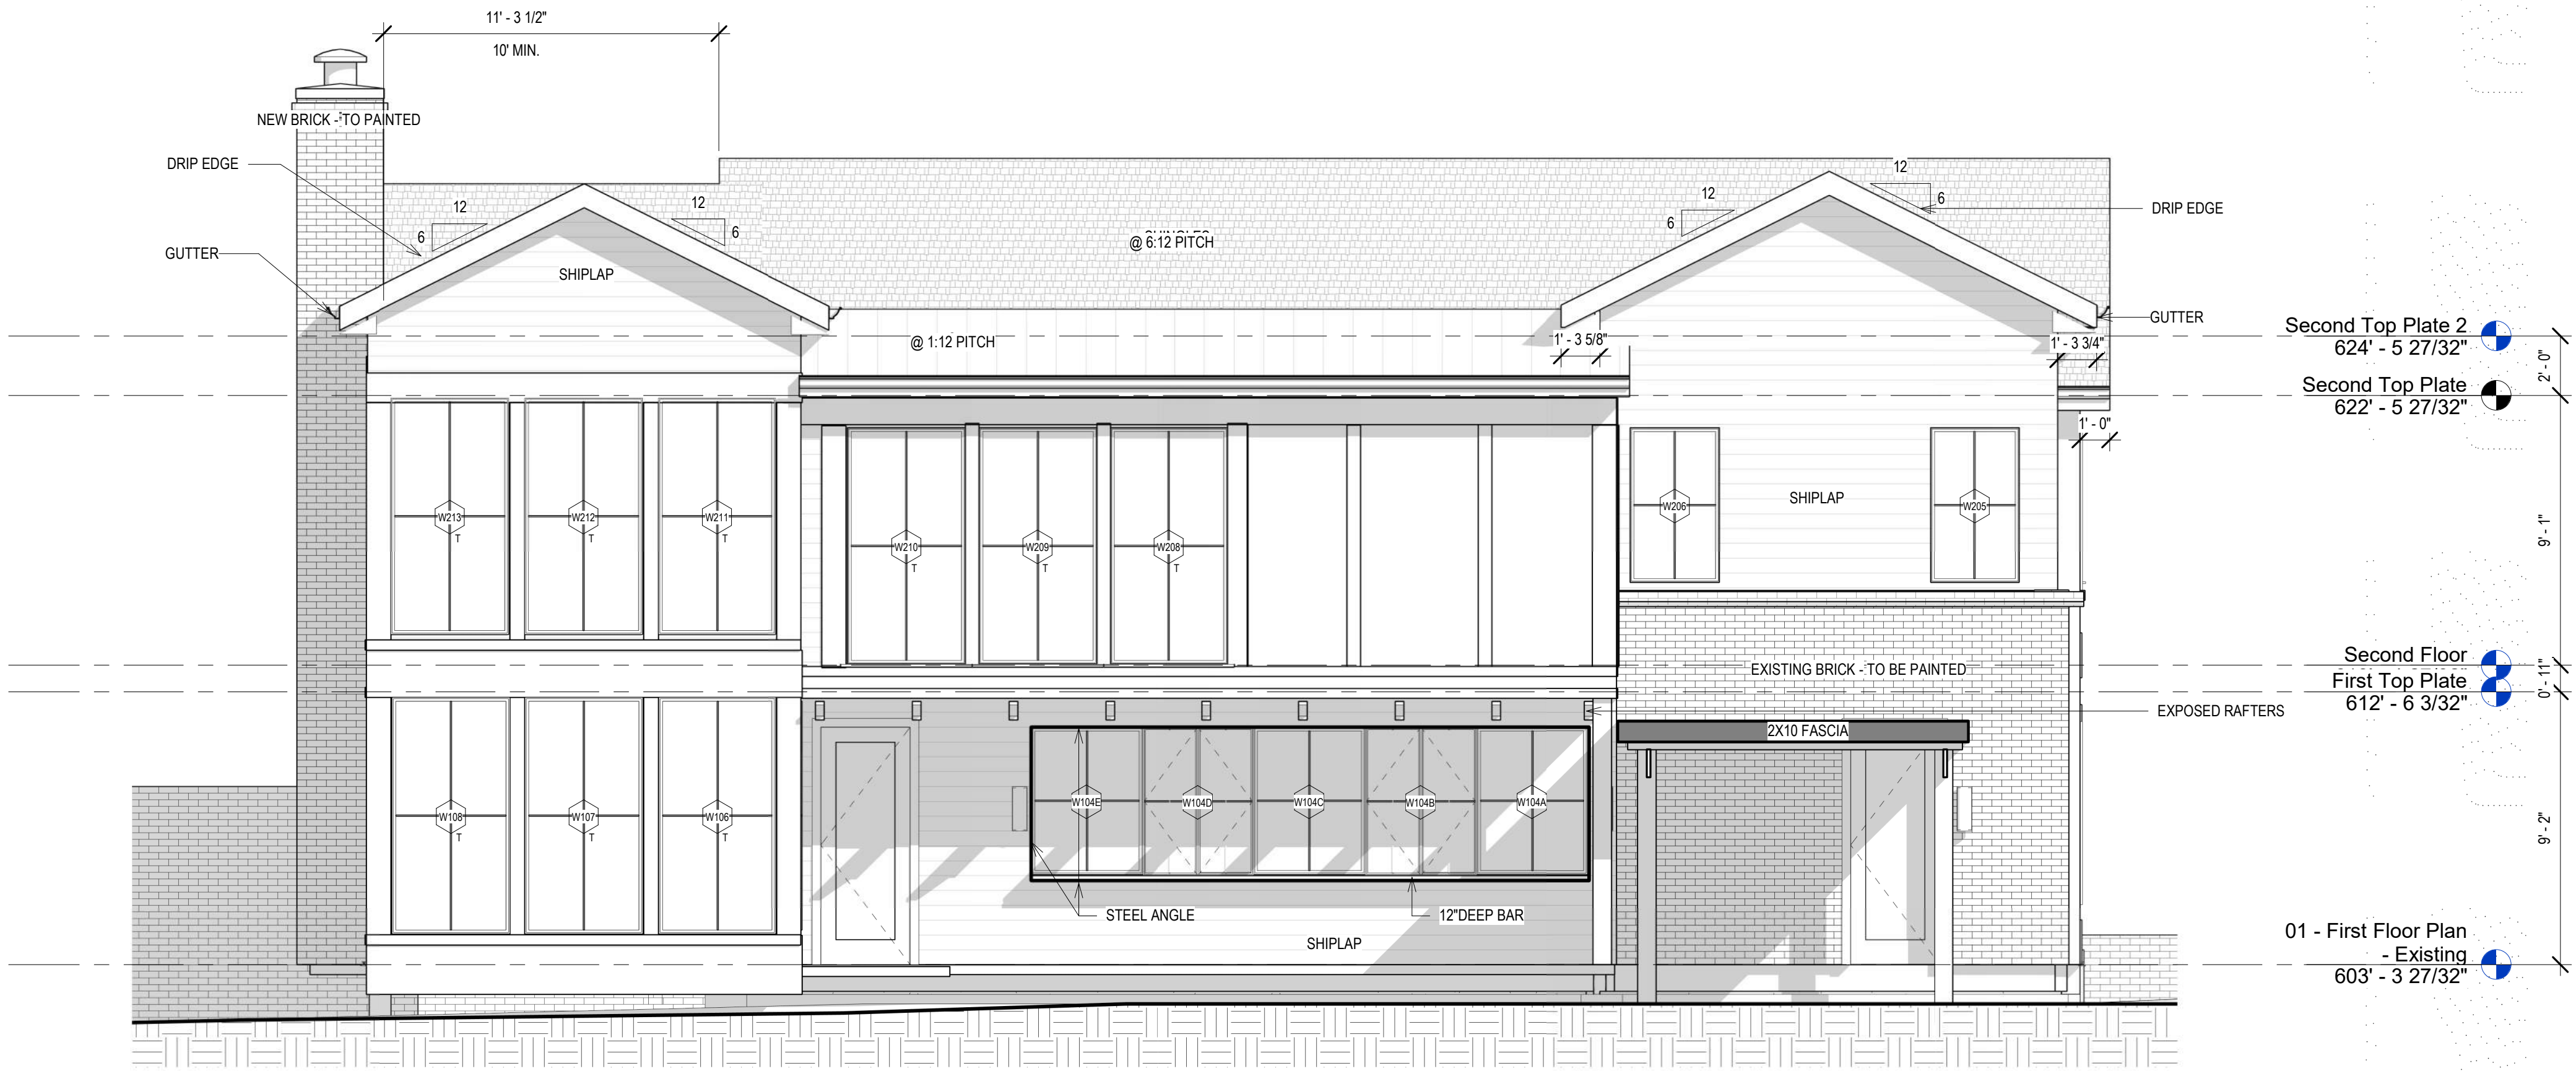 11' - 3 1/2"
10' MIN.
NEW BRICK - TO PAINTED
DRIP EDGE
12
6
12
6
GUTTER
SHIPLAP
@ 6:12 PITCH
@ 1:12 PITCH
12
6
12
6
DRIP EDGE
GUTTER
1' - 3 5/8"
1' - 3 3/4"
1' - 0"
Second Top Plate 2
624' - 5 27/32"
2' - 0"
Second Top Plate
622' - 5 27/32"
9' - 1"
W213
T
W212
T
W211
T
W210
T
W209
T
W208
T
W206
SHIPLAP
W205
EXISTING BRICK - TO BE PAINTED
Second Floor
0' - 11"
First Top Plate
612' - 6 3/32"
EXPOSED RAFTERS
2X10 FASCIA
W108
T
W107
T
W106
T
W104E
W104D
W104C
W104B
W104A
9' - 2"
STEEL ANGLE
12"DEEP BAR
SHIPLAP
01 - First Floor Plan
- Existing
603' - 3 27/32"